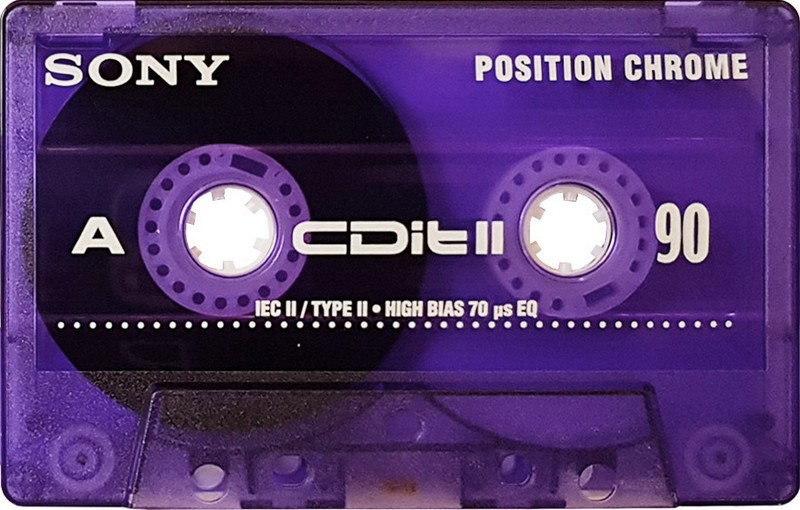 SONY
POSITION CHROME
A
CDit II
90
IEC II / TYPE II • HIGH BIAS 70 µs EQ